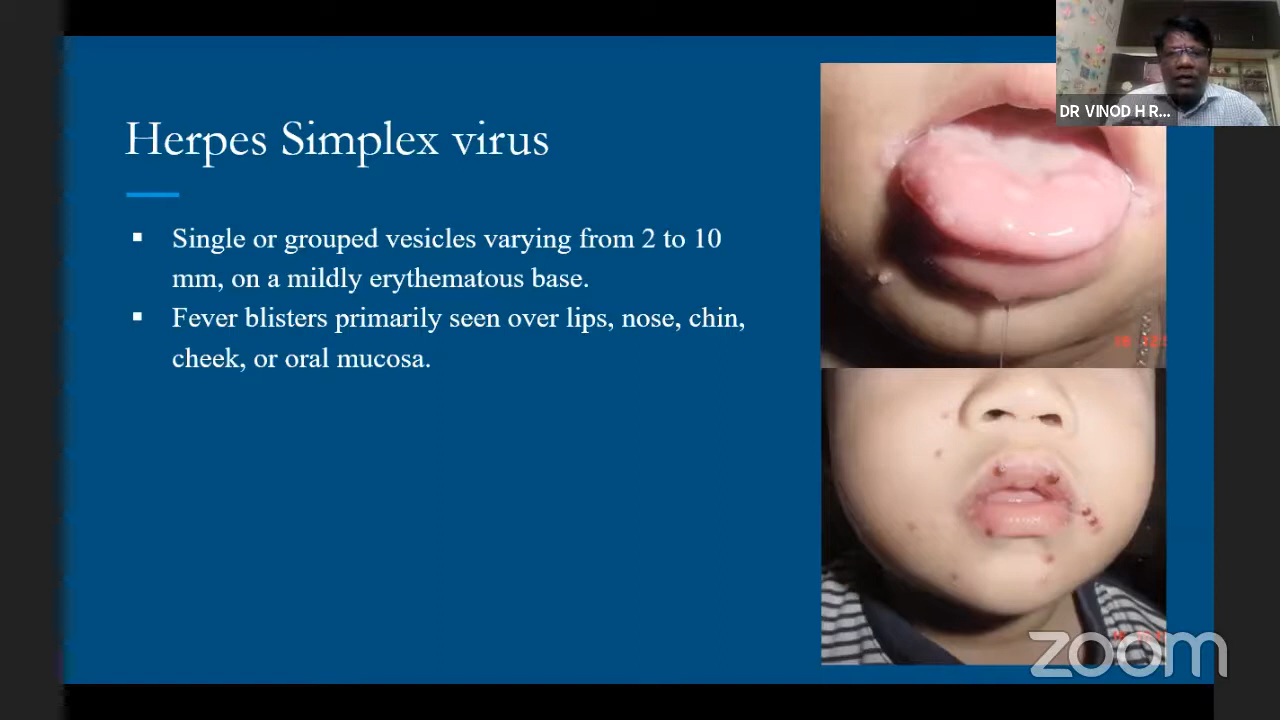 DR VINOD H R...
Herpes Simplex virus
▪ Single or grouped vesicles varying from 2 to 10
mm, on a mildly erythematous base.
▪ Fever blisters primarily seen over lips, nose, chin,
cheek, or oral mucosa.
zoom